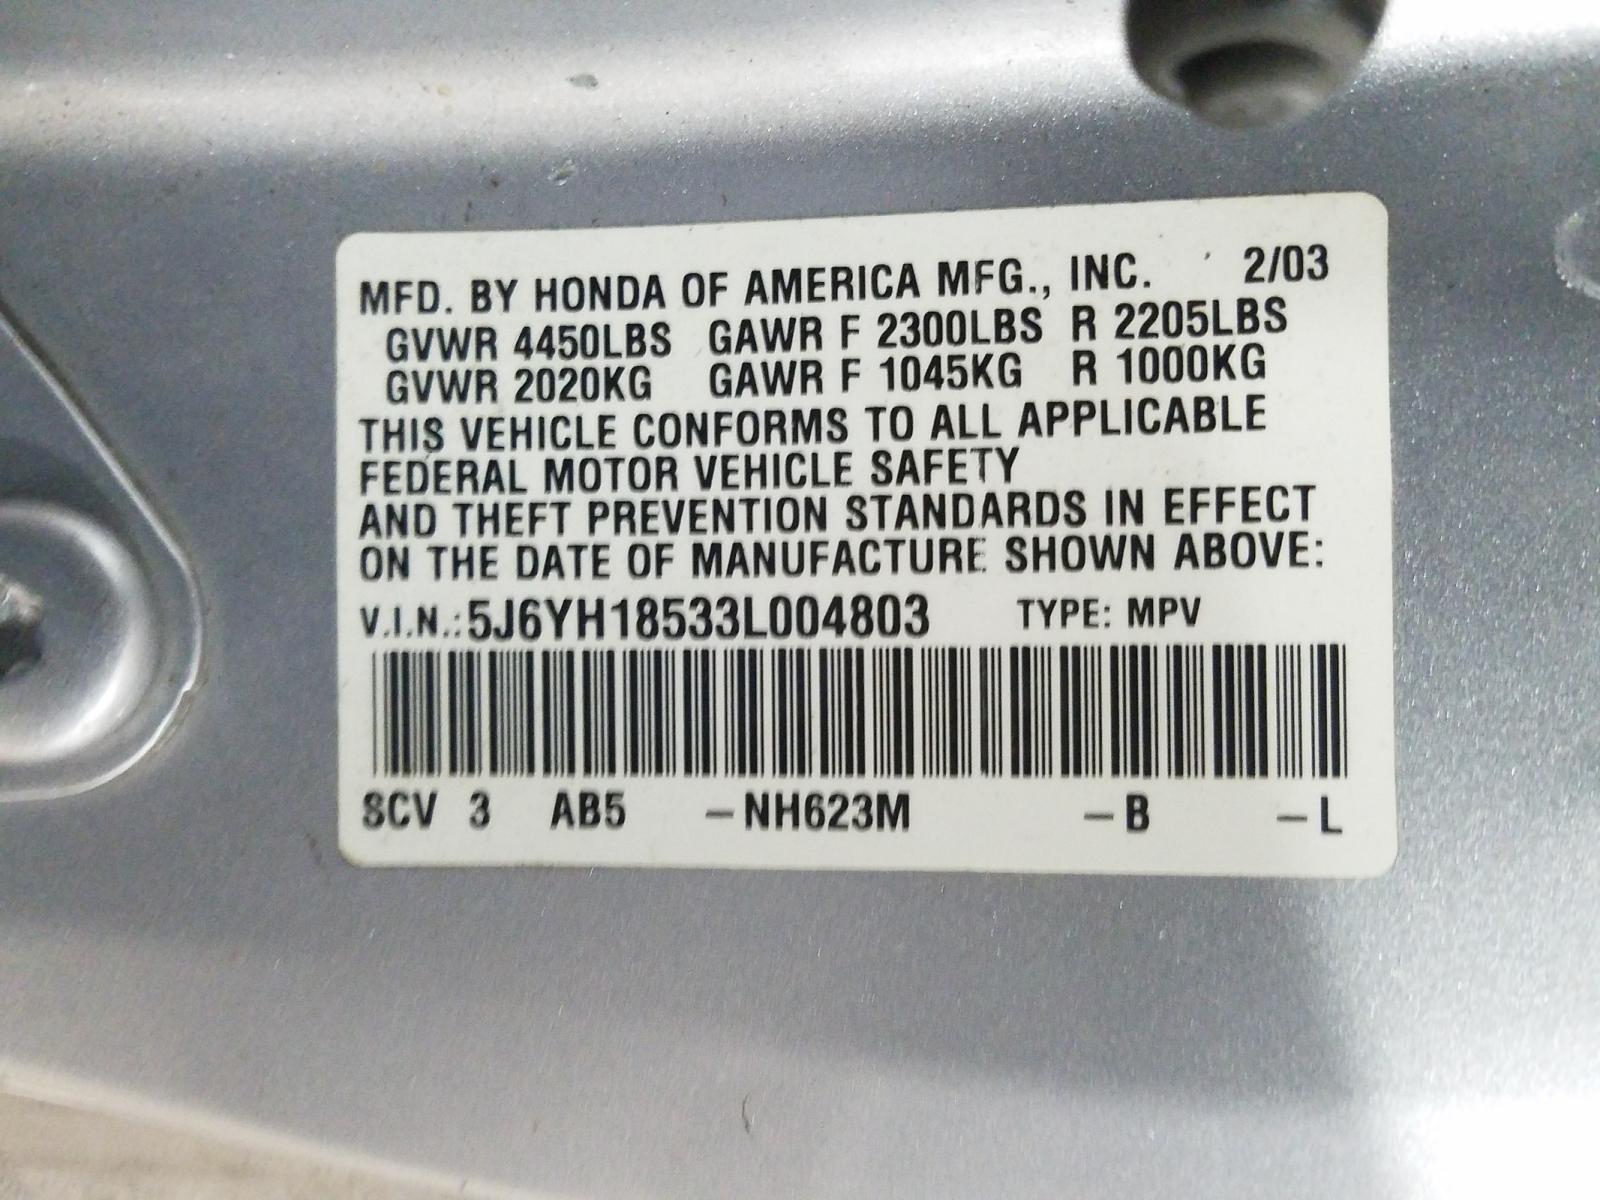 MFD. BY HONDA OF AMERICA MFG., INC. 2/03
GVWR 4450LBS GAWR F 2300LBS R 2205LBS
GVWR 2020KG GAWR F 1045KG R 1000KG
THIS VEHICLE CONFORMS TO ALL APPLICABLE
FEDERAL MOTOR VEHICLE SAFETY
AND THEFT PREVENTION STANDARDS IN EFFECT
ON THE DATE OF MANUFACTURE SHOWN ABOVE:
V.I.N.:5J6YH18533L004803 TYPE: MPV
SCV 3 AB5 –NH623M –B –L